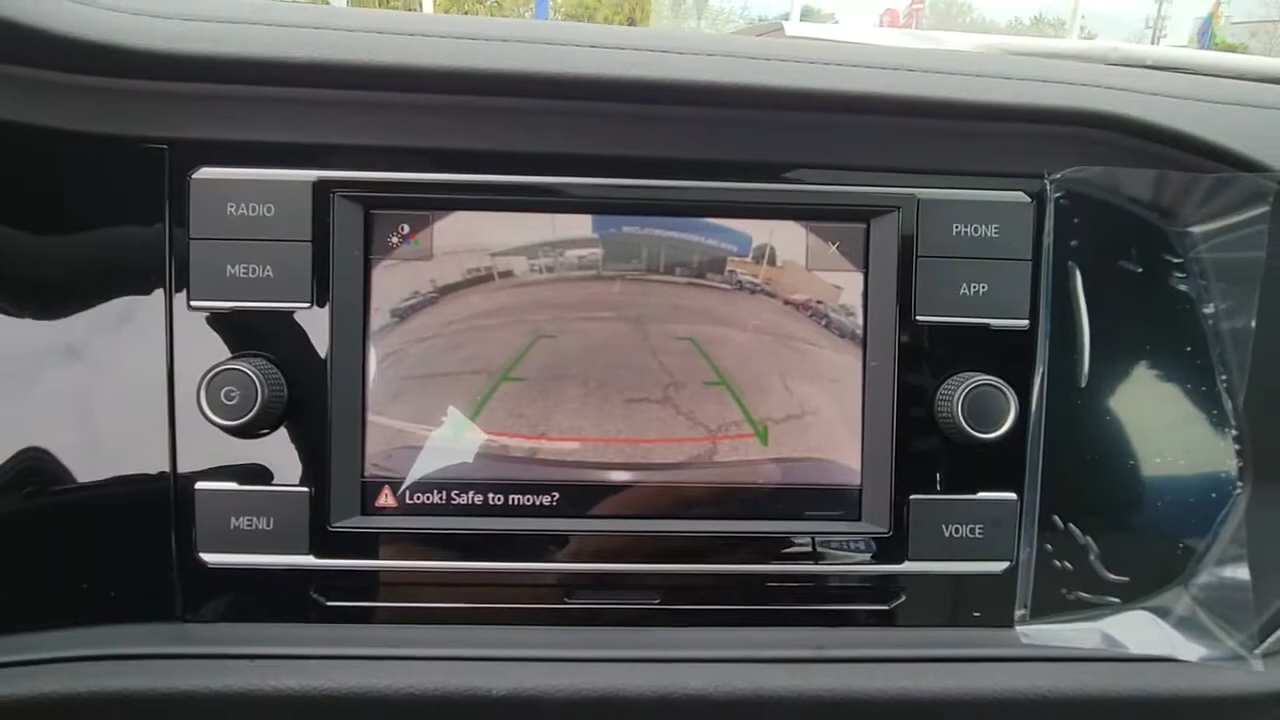 RADIO
PHONE
MEDIA
APP
Look! Safe to move?
MENU
VOICE